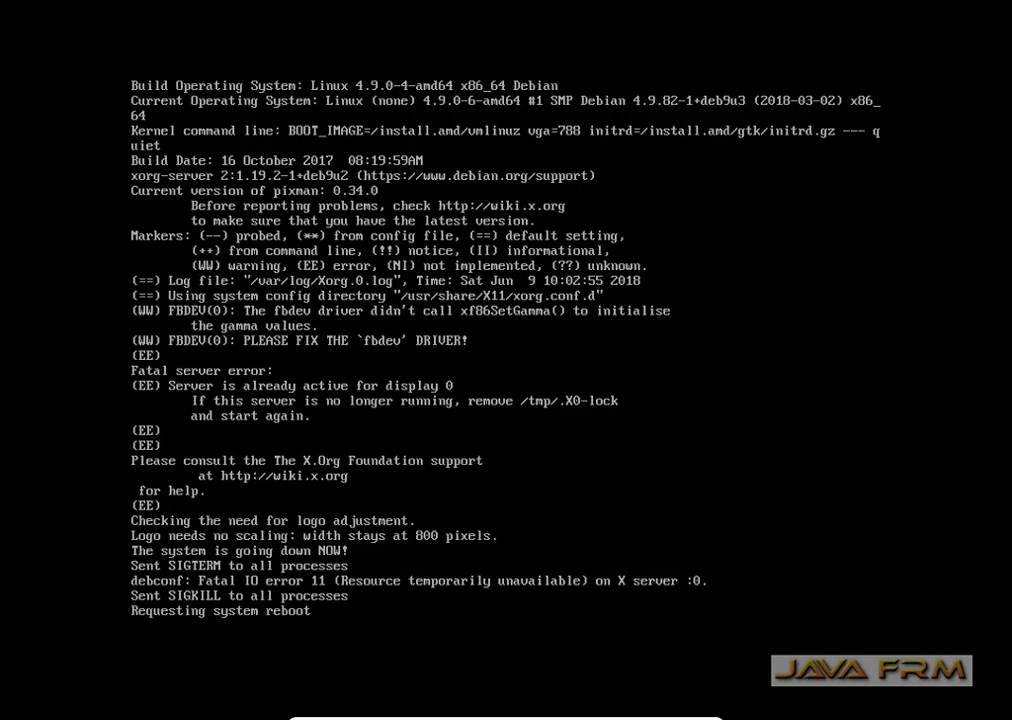 Build Operating System: Linux 4.9.0-4-amd64 x86_64 Debian
Current Operating System: Linux (none) 4.9.0-6-amd64 #1 SMP Debian 4.9.82-1+deb9u3 (2018-03-02) x86_
64
Kernel command line: BOOT_IMAGE=/install.amd/vmlinuz vga=788 initrd=/install.amd/gtk/initrd.gz --- q
uiet
Build Date: 16 October 2017  08:19:59AM
xorg-server 2:1.19.2-1+deb9u2 (https://www.debian.org/support)
Current version of pixman: 0.34.0
        Before reporting problems, check http://wiki.x.org
        to make sure that you have the latest version.
Markers: (--) probed, (**) from config file, (==) default setting,
        (++) from command line, (!!) notice, (II) informational,
        (WW) warning, (EE) error, (NI) not implemented, (??) unknown.
(==) Log file: "/var/log/Xorg.0.log", Time: Sat Jun  9 10:02:55 2018
(==) Using system config directory "/usr/share/X11/xorg.conf.d"
(WW) FBDEV(0): The fbdev driver didn't call xf86SetGamma() to initialise
        the gamma values.
(WW) FBDEV(0): PLEASE FIX THE `fbdev' DRIVER!
(EE)
Fatal server error:
(EE) Server is already active for display 0
        If this server is no longer running, remove /tmp/.X0-lock
        and start again.
(EE)
(EE)
Please consult the The X.Org Foundation support
         at http://wiki.x.org
 for help.
(EE)
Checking the need for logo adjustment.
Logo needs no scaling: width stays at 800 pixels.
The system is going down NOW!
Sent SIGTERM to all processes
debconf: Fatal IO error 11 (Resource temporarily unavailable) on X server :0.
Sent SIGKILL to all processes
Requesting system reboot
JAVA FRM